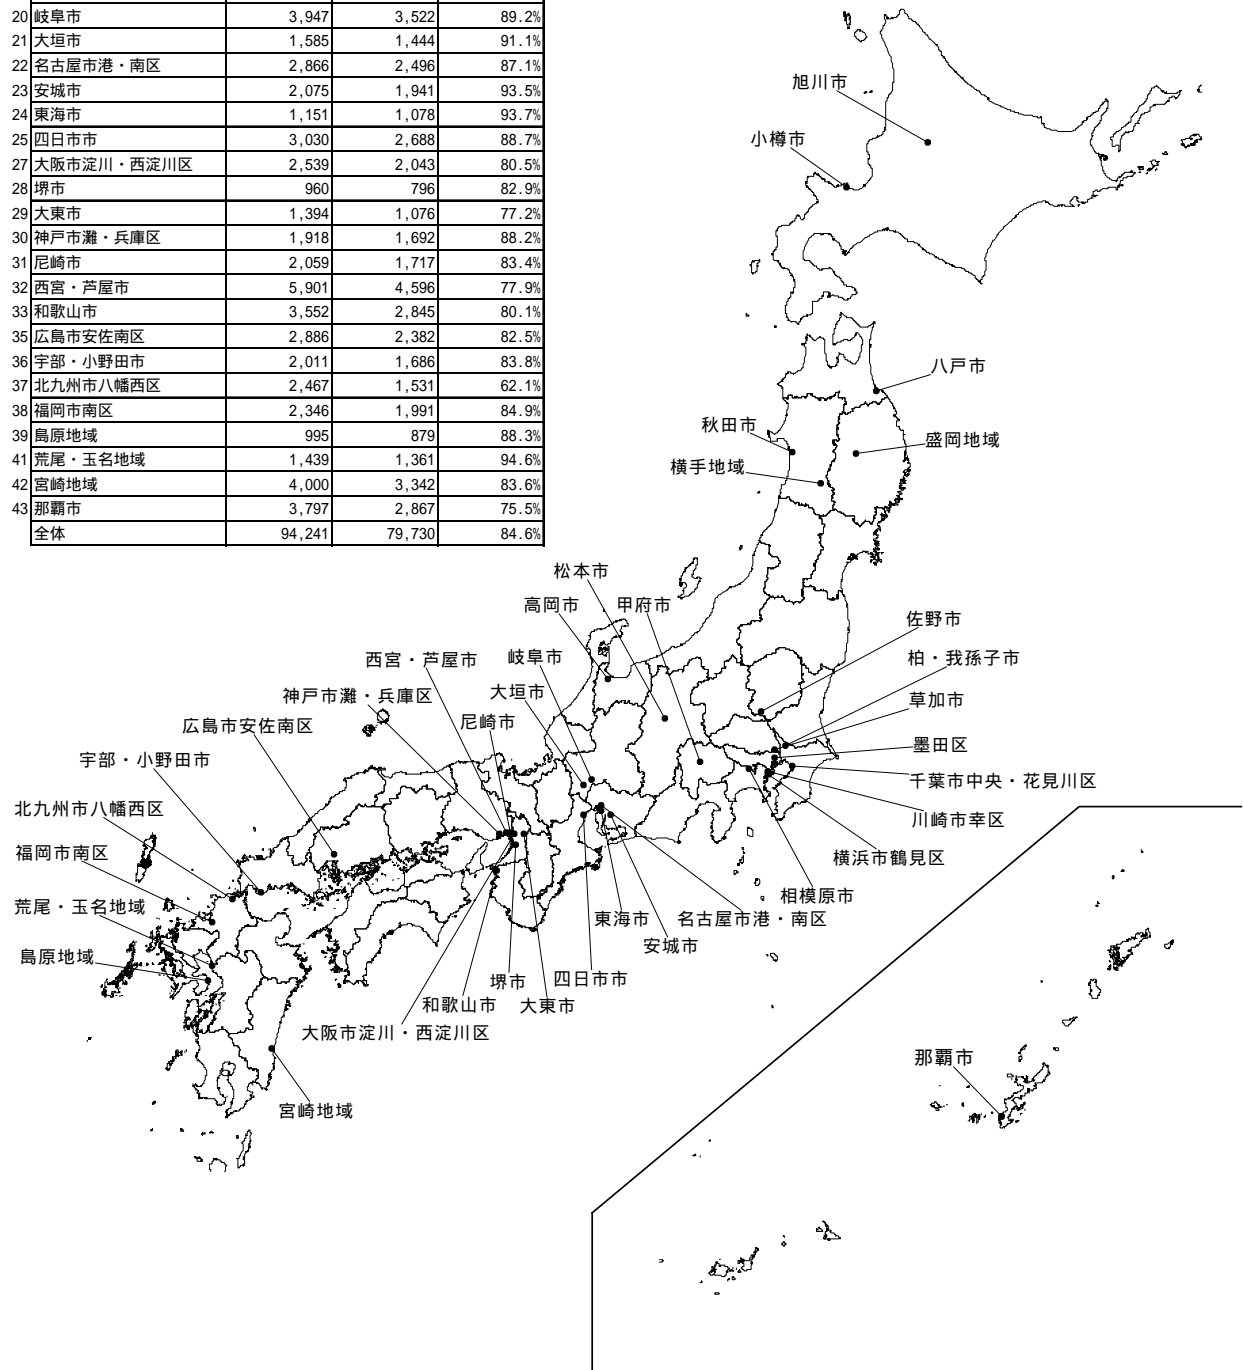 20 岐阜市 3,947 3,522 89.2%
21 大垣市 1,585 1,444 91.1%
22 名古屋市港・南区 2,866 2,496 87.1%
23 安城市 2,075 1,941 93.5%
24 東海市 1,151 1,078 93.7%
25 四日市市 3,030 2,688 88.7%
27 大阪市淀川・西淀川区 2,539 2,043 80.5%
28 堺市 960 796 82.9%
29 大東市 1,394 1,076 77.2%
30 神戸市灘・兵庫区 1,918 1,692 88.2%
31 尼崎市 2,059 1,717 83.4%
32 西宮・芦屋市 5,901 4,596 77.9%
33 和歌山市 3,552 2,845 80.1%
35 広島市安佐南区 2,886 2,382 82.5%
36 宇部・小野田市 2,011 1,686 83.8%
37 北九州市八幡西区 2,467 1,531 62.1%
38 福岡市南区 2,346 1,991 84.9%
39 島原地域 995 879 88.3%
41 荒尾・玉名地域 1,439 1,361 94.6%
42 宮崎地域 4,000 3,342 83.6%
43 那覇市 3,797 2,867 75.5%
全体 94,241 79,730 84.6%
旭川市
小樽市
八戸市
秋田市
盛岡地域
横手地域
松本市
高岡市
甲府市
佐野市
西宮・芦屋市
岐阜市
柏・我孫子市
神戸市灘・兵庫区
大垣市
草加市
広島市安佐南区
尼崎市
墨田区
宇部・小野田市
千葉市中央・花見川区
北九州市八幡西区
川崎市幸区
福岡市南区
横浜市鶴見区
相模原市
荒尾・玉名地域
東海市
名古屋市港・南区
安城市
島原地域
堺市
四日市市
和歌山市
大東市
大阪市淀川・西淀川区
那覇市
宮崎地域